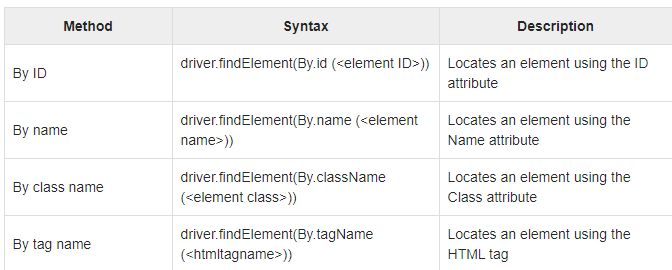 Method Syntax Description
By ID
driver.findElement(By.id (<element ID>))
Locates an element using the ID
attribute
By name
driver.findElement(By.name (<element
name>))
Locates an element using the
Name attribute
By class name
driver.findElement(By.className
(<element class>))
Locates an element using the
Class attribute
By tag name
driver.findElement(By.tagName
(<htmltagname>))
Locates an element using the
HTML tag